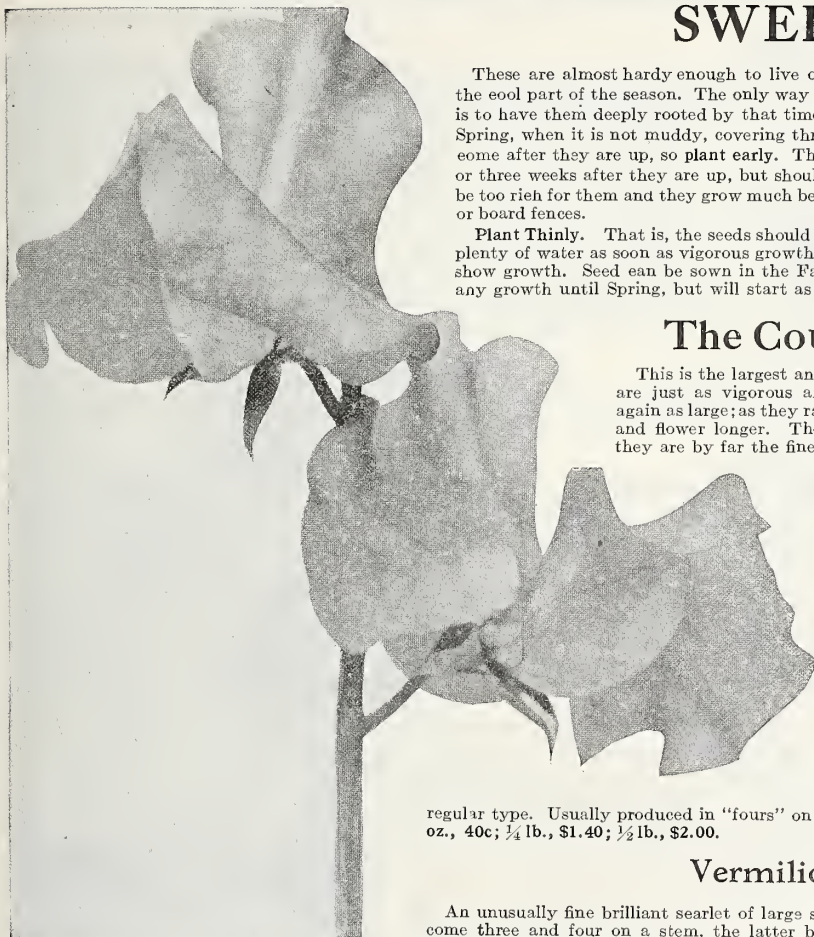 SWE
These are almost hardy enough to live
the eool part of the season. The only way
is to have them deeply rooted by that tim
Spring, when it is not muddy, covering thr
eome after they are up, so plant early. Th
or three weeks after they are up, but shoul
be too rieh for them and they grow much be
or board fences.
Plant Thinly. That is, the seeds should
plenty of water as soon as vigorous growth
show growth. Seed ean be sown in the Fa
any growth until Spring, but will start as
The Cou
This is the largest an
are just as vigorous a
again as large; as they ra
and flower longer. Th
they are by far the fine
regular type. Usually produced in "fours" on
oz., 40c; ¼ lb., $1.40; ½ lb., $2.00.
Vermilio
An unusually fine brilliant searlet of large s
come three and four on a stem, the latter b